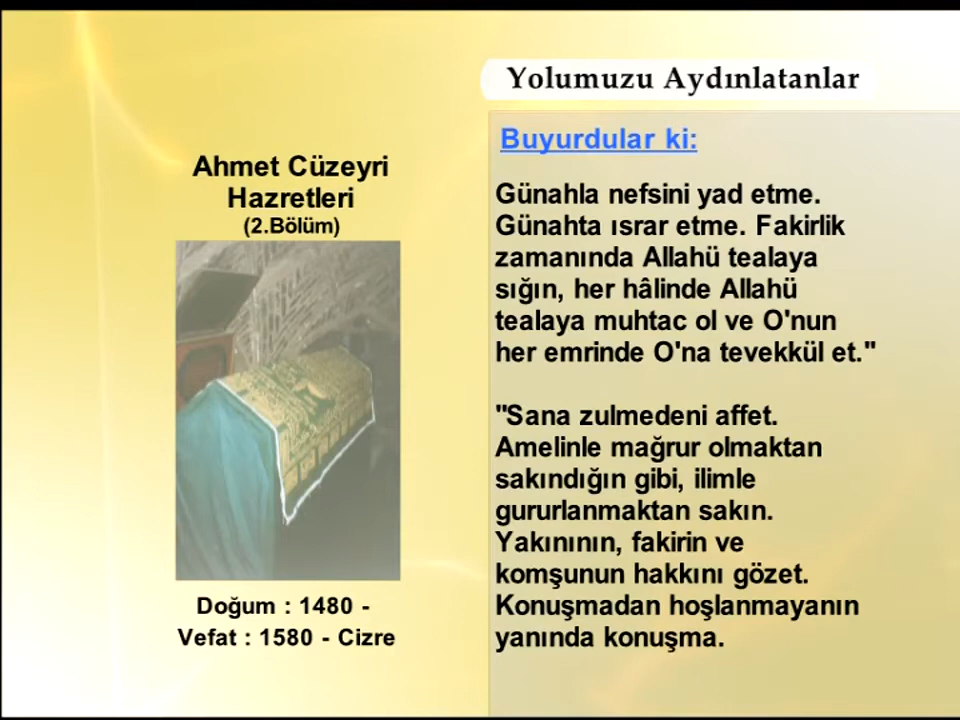 Yolumuzu Aydınlatanlar
Ahmet Cüzeyri
Hazretleri
(2.Bölüm)
Doğum : 1480 -
Vefat : 1580 - Cizre
Buyurdular ki:
Günahla nefsini yad etme.
Günahta ısrar etme. Fakirlik
zamanında Allahü tealaya
sığın, her hâlinde Allahü
tealaya muhtac ol ve O'nun
her emrinde O'na tevekkül et."
"Sana zulmedeni affet.
Amelinle mağrur olmaktan
sakındığın gibi, ilimle
gururlanmaktan sakın.
Yakınının, fakirin ve
komşunun hakkını gözet.
Konuşmadan hoşlanmayanın
yanında konuşma.